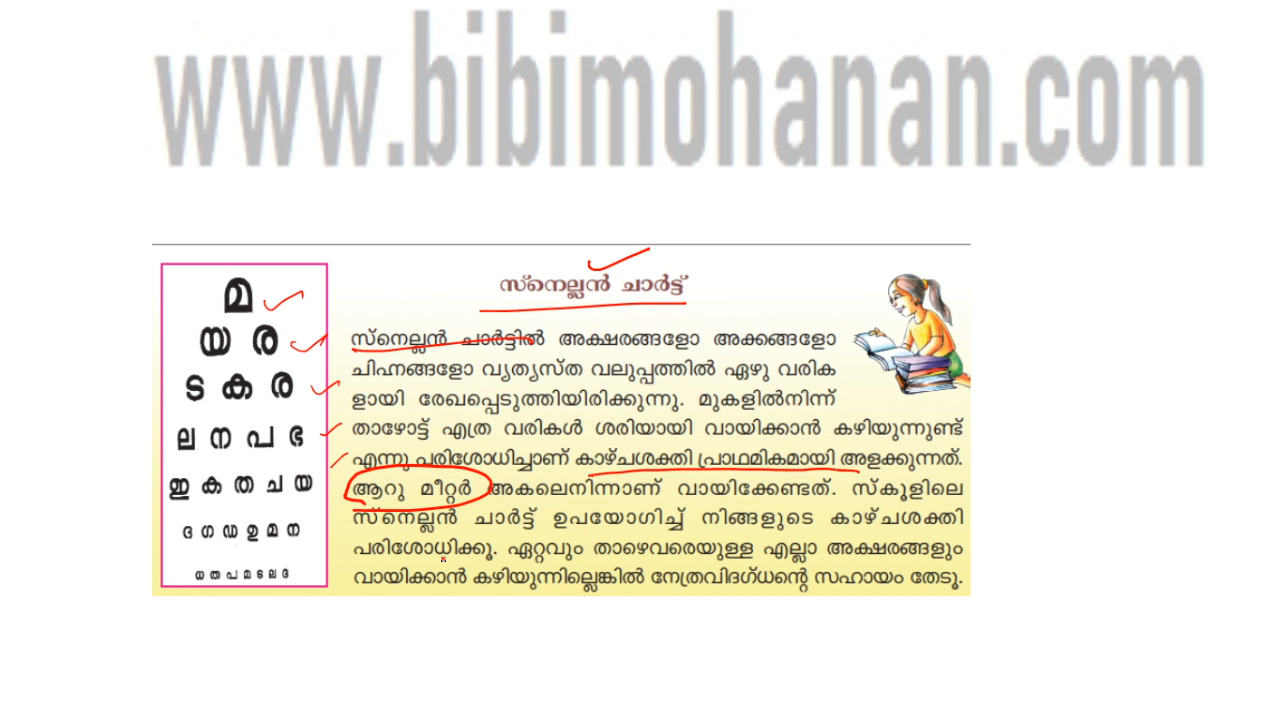 www.bibimohanan.com
സ്നെല്ലൻ ചാർട്ട്
മ
യ ര
ട ക ര
ല ന പ ഭ
ഇ ക ത ച യ
ദ ഗ ഡ ഉ മ ന
സ്നെല്ലൻ ചാർട്ടിൽ അക്ഷരങ്ങളോ അക്കങ്ങളോ
ചിഹ്നങ്ങളോ വ്യത്യസ്ത വലുപ്പത്തിൽ ഏഴു വരിക
ളായി രേഖപ്പെടുത്തിയിരിക്കുന്നു. മുകളിൽനിന്ന്
താഴോട്ട് എത്ര വരികൾ ശരിയായി വായിക്കാൻ കഴിയുന്നുണ്ട്
എന്നു പരിശോധിച്ചാണ് കാഴ്ചശക്തി പ്രാഥമികമായി അളക്കുന്നത്.
ആറു മീറ്റർ അകലെനിന്നാണ് വായിക്കേണ്ടത്. സ്കൂളിലെ
സ്നെല്ലൻ ചാർട്ട് ഉപയോഗിച്ച് നിങ്ങളുടെ കാഴ്ചശക്തി
പരിശോധിക്കൂ. ഏറ്റവും താഴെവരെയുള്ള എല്ലാ അക്ഷരങ്ങളും
വായിക്കാൻ കഴിയുന്നില്ലെങ്കിൽ നേത്രവിദഗ്ധന്റെ സഹായം തേടൂ.